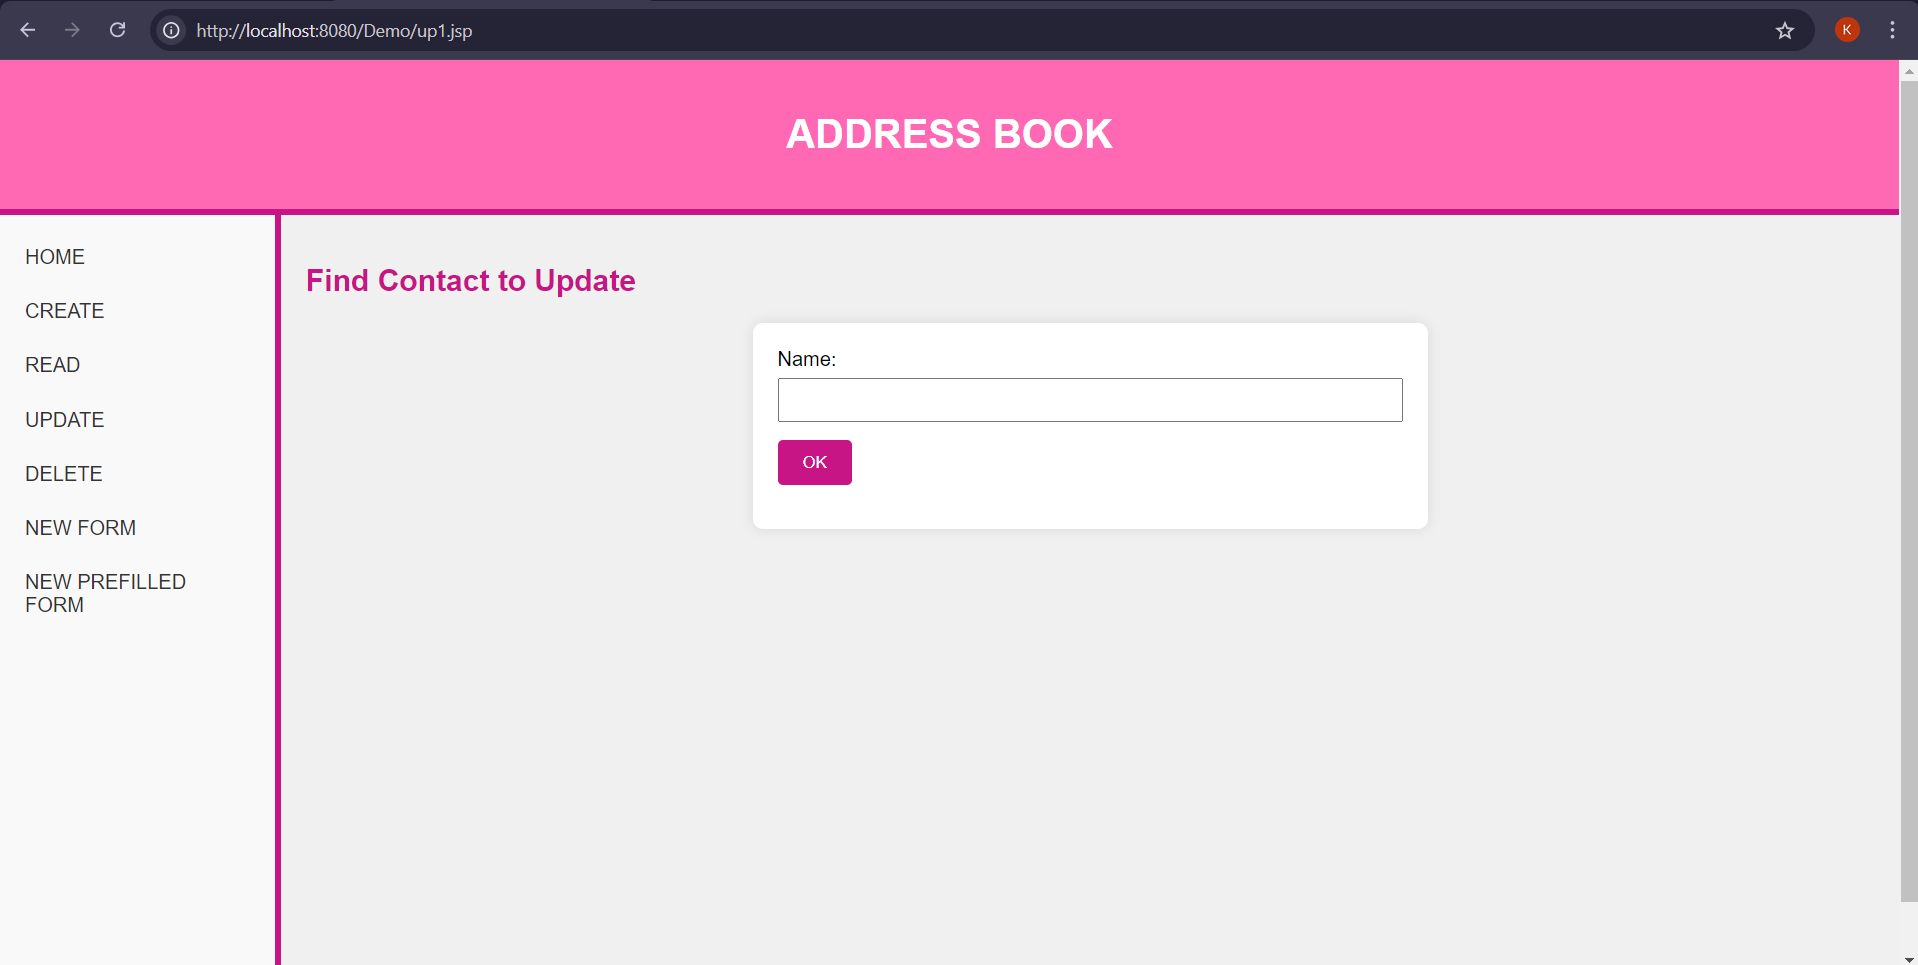 http://localhost:8080/Demo/up1.jsp
K
ADDRESS BOOK
HOME
CREATE
READ
UPDATE
DELETE
NEW FORM
NEW PREFILLED
FORM
Find Contact to Update
Name:
OK